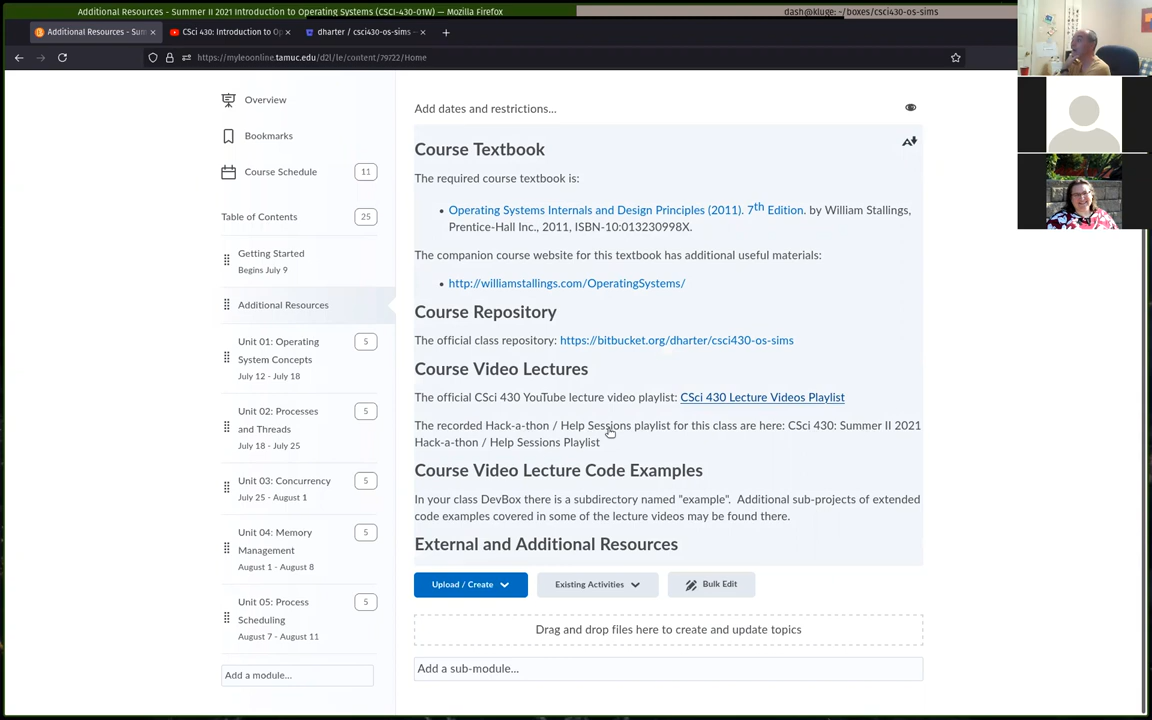 Additional Resources - Summer II 2021 Introduction to Operating Systems (CSCI-430-01W) — Mozilla Firefox
dash@kluge: ~/boxes/csci430-os-sims
Additional Resources - Sum
CSci 430: Introduction to Op
dharter / csci430-os-sims —
https://myleoonline.tamuc.edu/d2l/le/content/79722/Home
Overview
Bookmarks
Course Schedule 11
Table of Contents 25
Getting Started
Begins July 9
Additional Resources
Unit 01: Operating 5
System Concepts
July 12 - July 18
Unit 02: Processes 5
and Threads
July 18 - July 25
Unit 03: Concurrency 5
July 25 - August 1
Unit 04: Memory 5
Management
August 1 - August 8
Unit 05: Process 5
Scheduling
August 7 - August 11
Add a module...
Add dates and restrictions...
Course Textbook
The required course textbook is:
• Operating Systems Internals and Design Principles (2011). 7th Edition. by William Stallings,
Prentice-Hall Inc., 2011, ISBN-10:013230998X.
The companion course website for this textbook has additional useful materials:
• http://williamstallings.com/OperatingSystems/
Course Repository
The official class repository: https://bitbucket.org/dharter/csci430-os-sims
Course Video Lectures
The official CSci 430 YouTube lecture video playlist: CSci 430 Lecture Videos Playlist
The recorded Hack-a-thon / Help Sessions playlist for this class are here: CSci 430: Summer II 2021
Hack-a-thon / Help Sessions Playlist
Course Video Lecture Code Examples
In your class DevBox there is a subdirectory named "example". Additional sub-projects of extended
code examples covered in some of the lecture videos may be found there.
External and Additional Resources
Upload / Create
Existing Activities
Bulk Edit
Drag and drop files here to create and update topics
Add a sub-module...